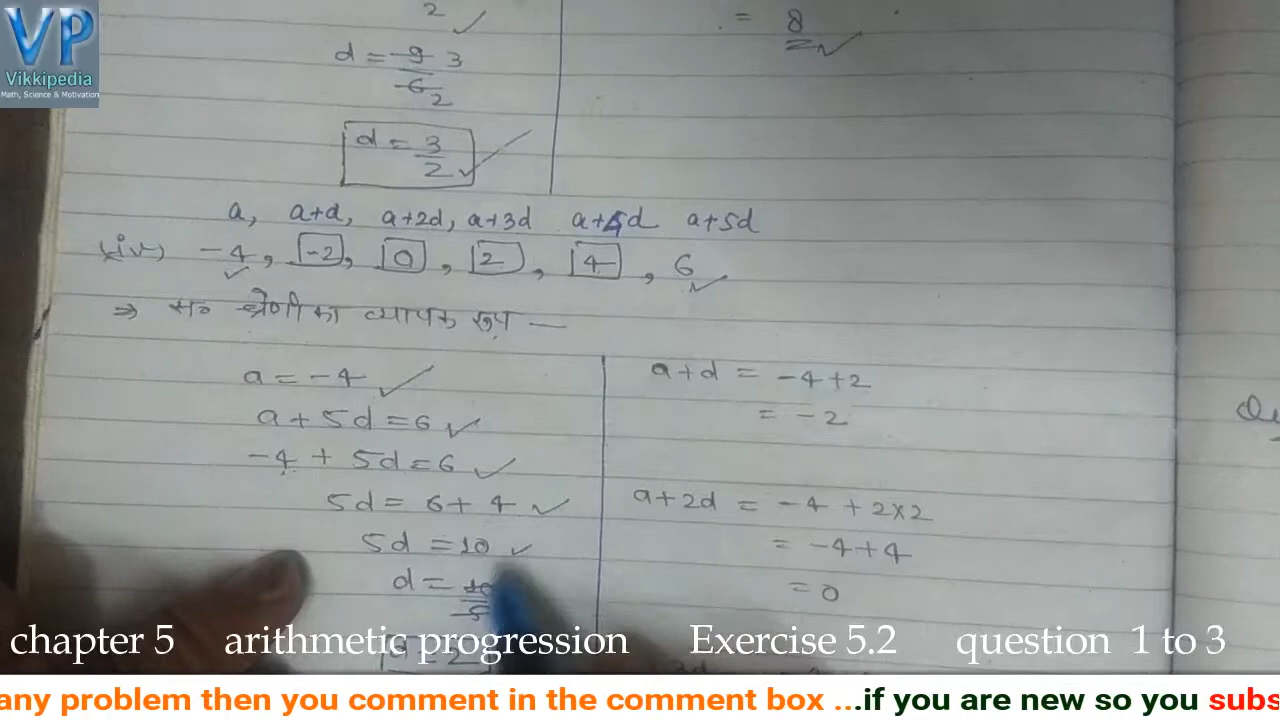 VP
Vikkipedia
Math, Science & Motivation
2
= 8
d = -9 3
-6 2
d = 3/2
a, a+d, a+2d, a+3d a+4d a+5d
(iv) -4, -2, 0, 2, 4, 6
⇒ स० श्रेणी का व्यापक रूप —
a = -4
a + 5d = 6
-4 + 5d = 6
5d = 6 + 4
5d = 10
d = 10/5
d = 2
a+d = -4+2
= -2
a+2d = -4 + 2×2
= -4+4
= 0
chapter 5 arithmetic progression Exercise 5.2 question 1 to 3
any problem then you comment in the comment box ...if you are new so you subs